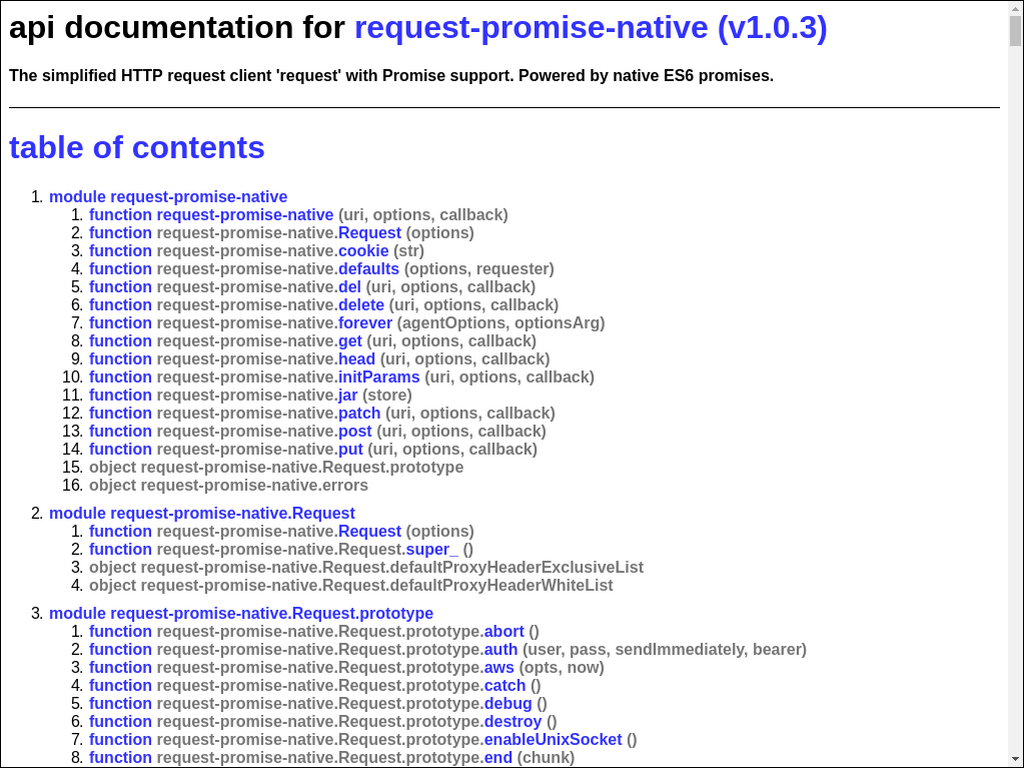 api documentation for request-promise-native (v1.0.3)
The simplified HTTP request client 'request' with Promise support. Powered by native ES6 promises.
table of contents
1. module request-promise-native
1. function request-promise-native (uri, options, callback)
2. function request-promise-native.Request (options)
3. function request-promise-native.cookie (str)
4. function request-promise-native.defaults (options, requester)
5. function request-promise-native.del (uri, options, callback)
6. function request-promise-native.delete (uri, options, callback)
7. function request-promise-native.forever (agentOptions, optionsArg)
8. function request-promise-native.get (uri, options, callback)
9. function request-promise-native.head (uri, options, callback)
10. function request-promise-native.initParams (uri, options, callback)
11. function request-promise-native.jar (store)
12. function request-promise-native.patch (uri, options, callback)
13. function request-promise-native.post (uri, options, callback)
14. function request-promise-native.put (uri, options, callback)
15. object request-promise-native.Request.prototype
16. object request-promise-native.errors
2. module request-promise-native.Request
1. function request-promise-native.Request (options)
2. function request-promise-native.Request.super_ ()
3. object request-promise-native.Request.defaultProxyHeaderExclusiveList
4. object request-promise-native.Request.defaultProxyHeaderWhiteList
3. module request-promise-native.Request.prototype
1. function request-promise-native.Request.prototype.abort ()
2. function request-promise-native.Request.prototype.auth (user, pass, sendImmediately, bearer)
3. function request-promise-native.Request.prototype.aws (opts, now)
4. function request-promise-native.Request.prototype.catch ()
5. function request-promise-native.Request.prototype.debug ()
6. function request-promise-native.Request.prototype.destroy ()
7. function request-promise-native.Request.prototype.enableUnixSocket ()
8. function request-promise-native.Request.prototype.end (chunk)